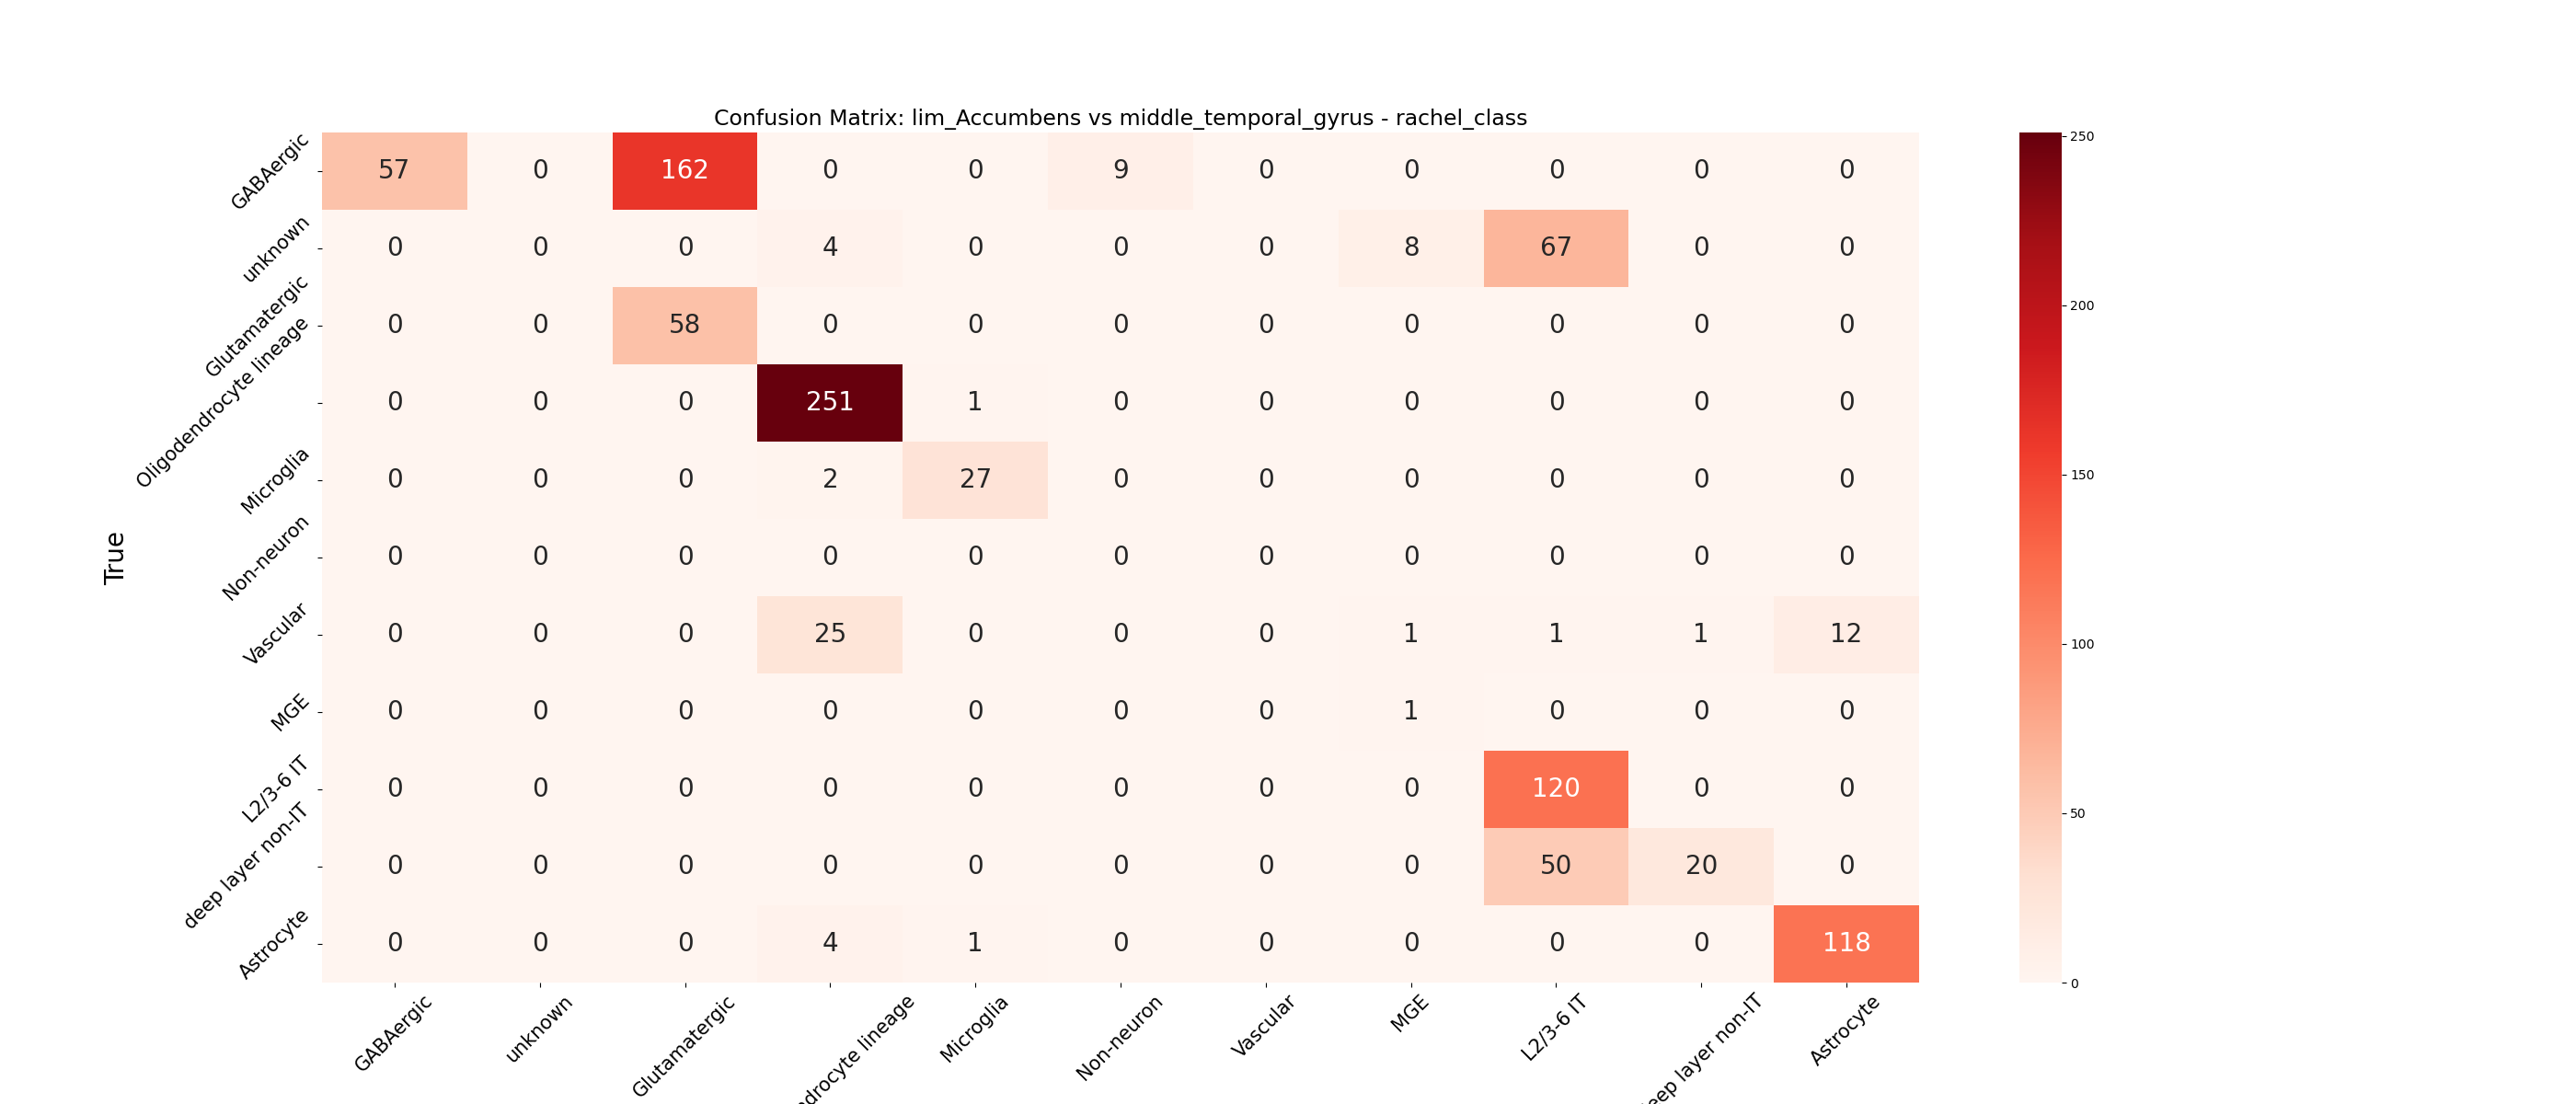 Confusion Matrix: lim_Accumbens vs middle_temporal_gyrus - rachel_class
True
GABAergic 57 0 162 0 0 9 0 0 0 0 0
unknown 0 0 0 4 0 0 0 8 67 0 0
Glutamatergic 0 0 58 0 0 0 0 0 0 0 0
Oligodendrocyte lineage 0 0 0 251 1 0 0 0 0 0 0
Microglia 0 0 0 2 27 0 0 0 0 0 0
Non-neuron 0 0 0 0 0 0 0 0 0 0 0
Vascular 0 0 0 25 0 0 0 1 1 1 12
MGE 0 0 0 0 0 0 0 1 0 0 0
L2/3-6 IT 0 0 0 0 0 0 0 0 120 0 0
deep layer non-IT 0 0 0 0 0 0 0 0 50 20 0
Astrocyte 0 0 0 4 1 0 0 0 0 0 118
GABAergic
unknown
Glutamatergic
lineage
Microglia
Non-neuron
Vascular
MGE
L2/3-6 IT
layer non-IT
Astrocyte
250
200
150
100
50
0